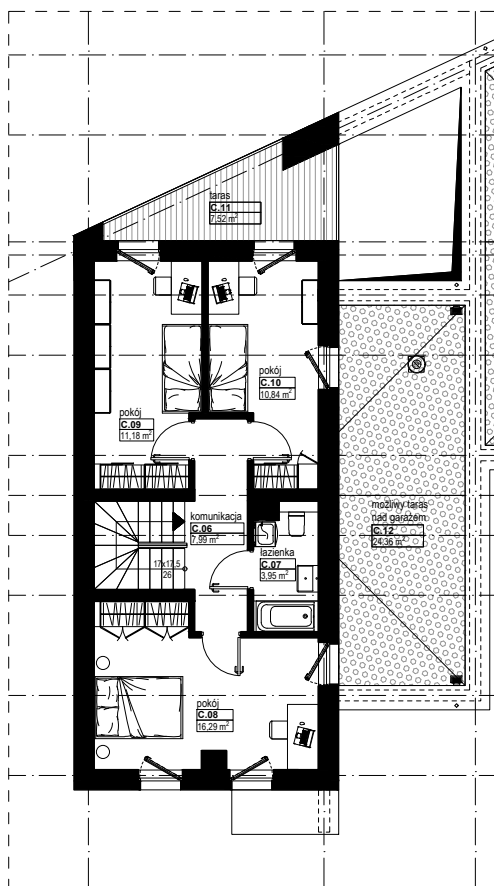 taras
C.11
7,52 m²
pokój
C.10
10,84 m²
pokój
C.09
11,18 m²
komunikacja
C.06
7,99 m²
możliwy taras
nad garażem
C.12
24,36 m²
łazienka
C.07
3,95 m²
17x17,5
26
pokój
C.08
16,29 m²